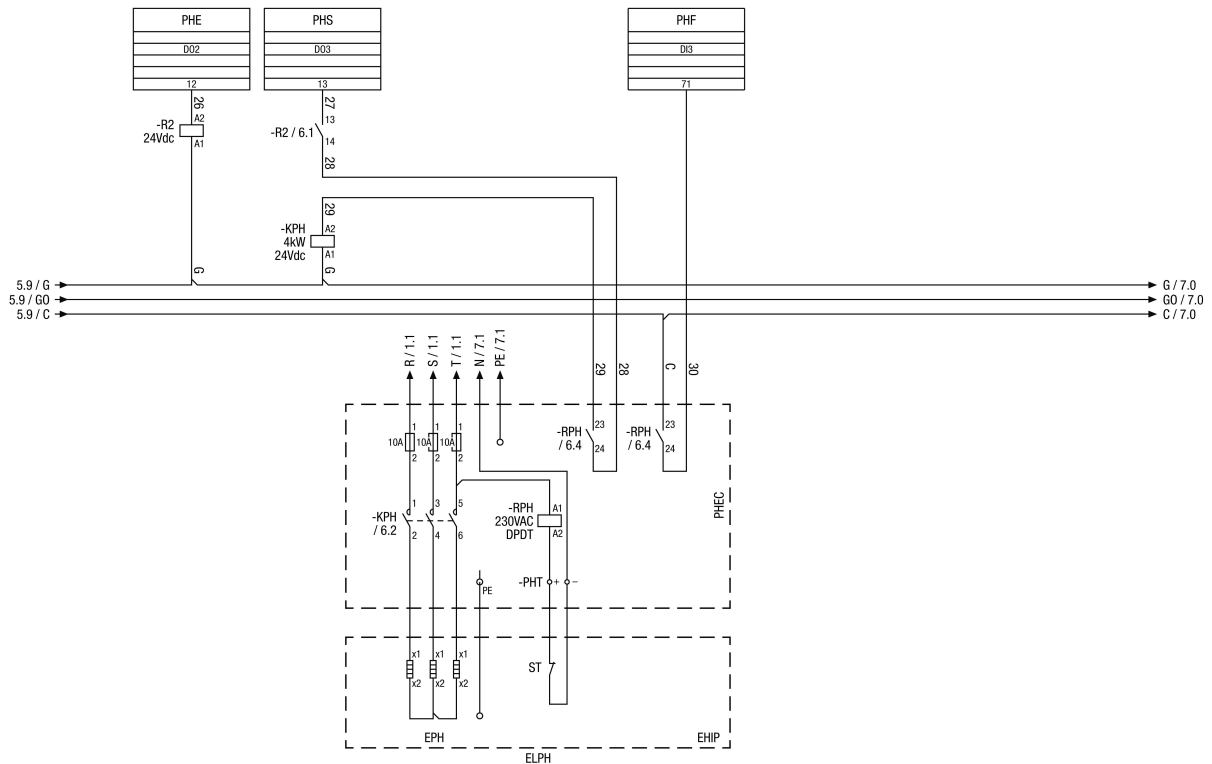 PHE
PHS
PHF
DO2
DO3
DI3
12
13
71
26
27
A2
-R2
24Vdc
A1
13
-R2 / 6.1
14
28
29
-KPH
4kW
24Vdc
A2
A1
G
G
5.9 / G
G / 7.0
5.9 / GO
GO / 7.0
5.9 / C
C / 7.0
R / 1.1
S / 1.1
T / 1.1
N / 7.1
PE / 7.1
29
28
C
30
1
1
1
10A
10A
10A
2
2
2
-RPH
/ 6.4
23
24
-RPH
/ 6.4
23
24
-KPH
/ 6.2
1
3
5
2
4
6
-RPH
230VAC
DPDT
A1
A2
PHEC
-PHT
+
–
PE
x1
x1
x1
x2
x2
x2
ST
EPH
EHIP
ELPH